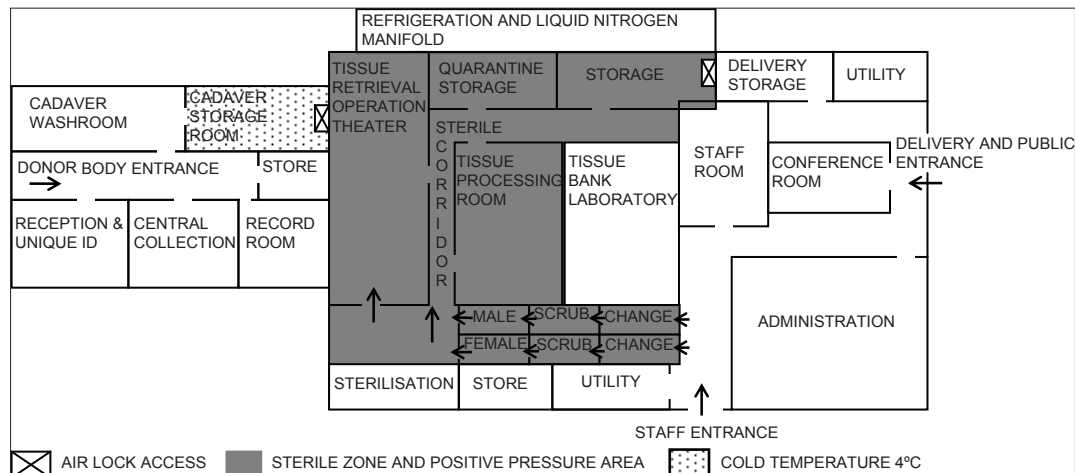 REFRIGERATION AND LIQUID NITROGEN
MANIFOLD
TISSUE
RETRIEVAL
OPERATION
THEATER
QUARANTINE
STORAGE
STORAGE
DELIVERY
STORAGE
UTILITY
CADAVER
WASHROOM
CADAVER
STORAGE
ROOM
STERILE
CORRIDOR
TISSUE
PROCESSING
ROOM
TISSUE
BANK
LABORATORY
STAFF
ROOM
CONFERENCE
ROOM
DELIVERY AND PUBLIC
ENTRANCE
DONOR BODY ENTRANCE
STORE
RECEPTION &
UNIQUE ID
CENTRAL
COLLECTION
RECORD
ROOM
MALE
SCRUB
CHANGE
FEMALE
SCRUB
CHANGE
ADMINISTRATION
STERILISATION
STORE
UTILITY
STAFF ENTRANCE
AIR LOCK ACCESS
STERILE ZONE AND POSITIVE PRESSURE AREA
COLD TEMPERATURE 4ºC